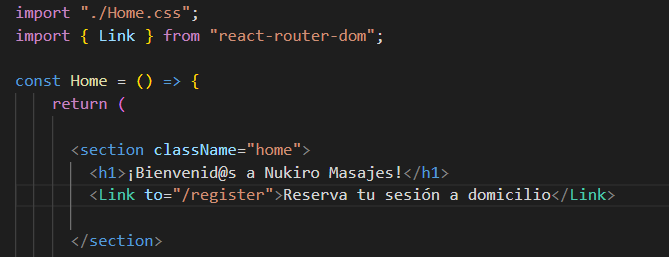 import "./Home.css";
import { Link } from "react-router-dom";
const Home = () => {
return (
<section className="home">
<h1>¡Bienvenid@s a Nukiro Masajes!</h1>
<Link to="/register">Reserva tu sesión a domicilio</Link>
</section>